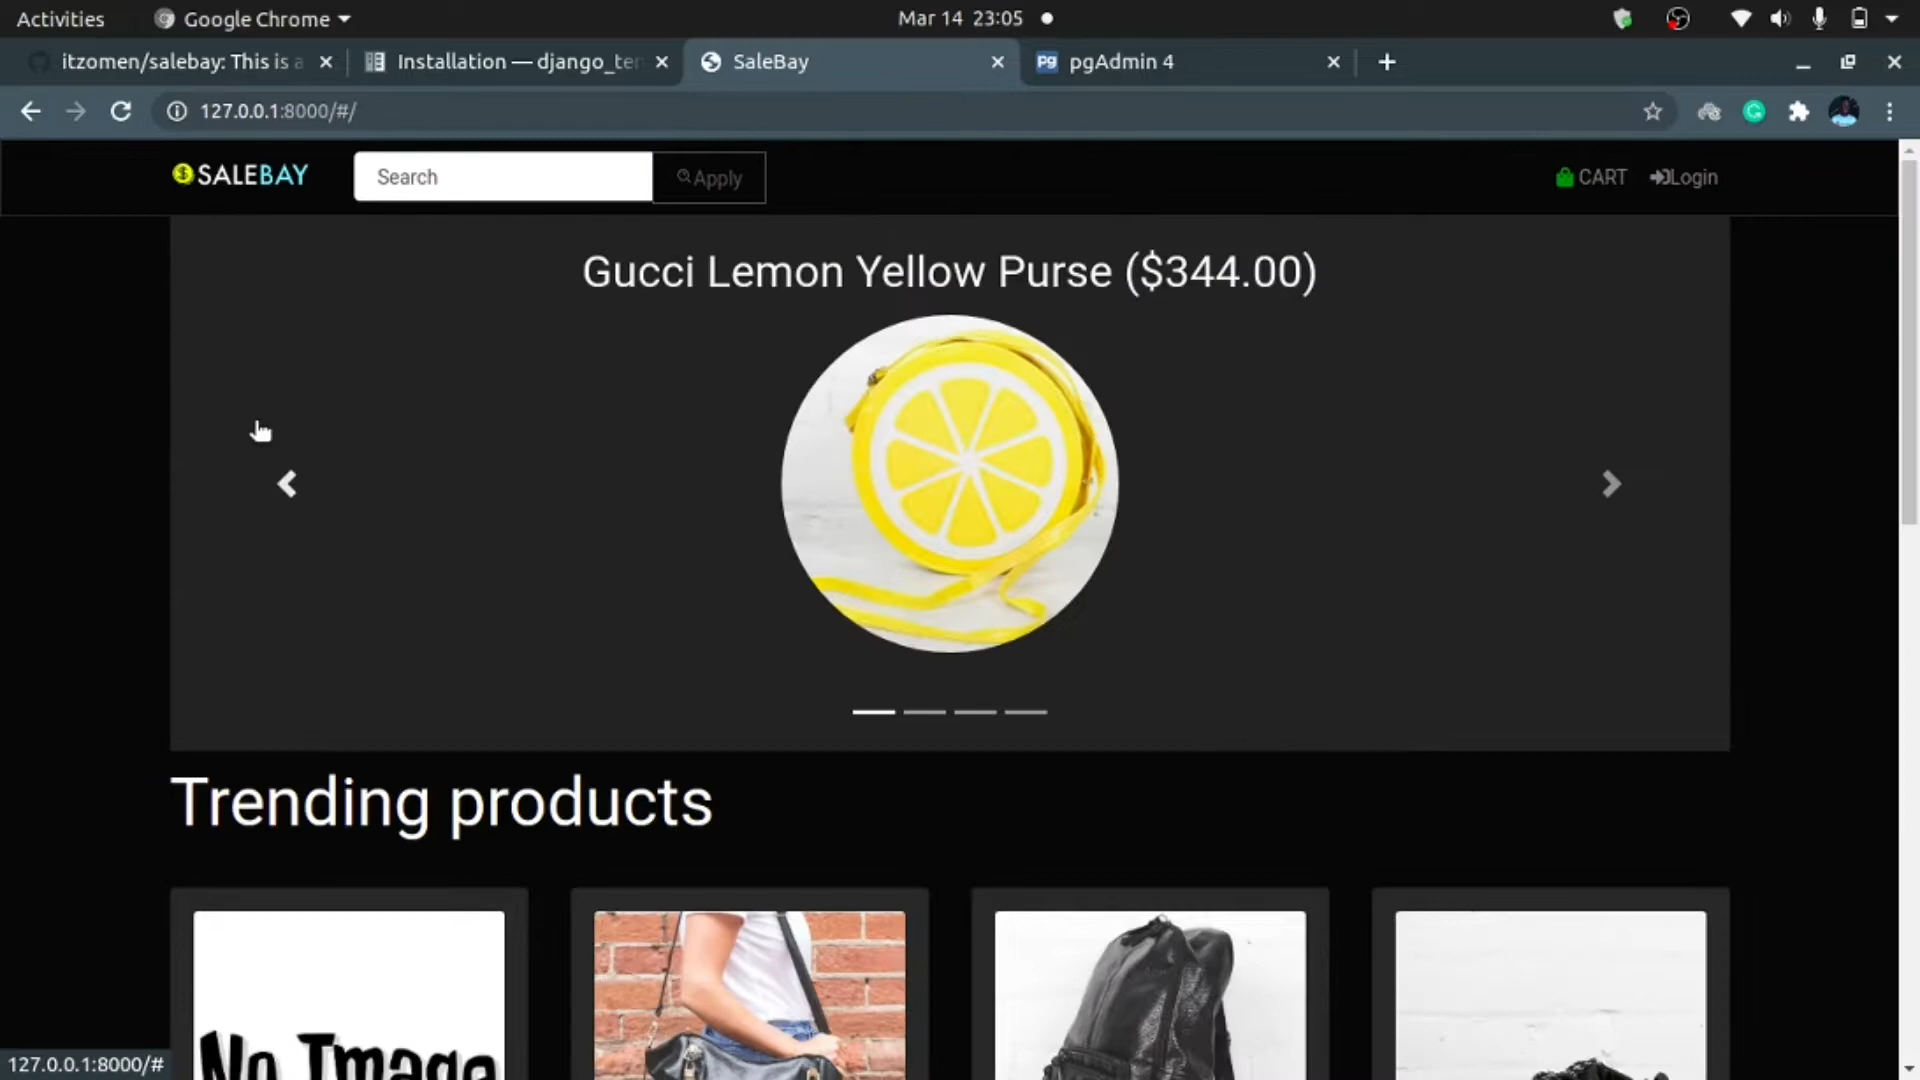 Activities
Google Chrome
Mar 14 23:05
itzomen/salebay: This is a
Installation — django_ten
SaleBay
pgAdmin 4
127.0.0.1:8000/#/
SALEBAY
Search
Apply
CART
Login
Gucci Lemon Yellow Purse ($344.00)
Trending products
No Image
127.0.0.1:8000/#